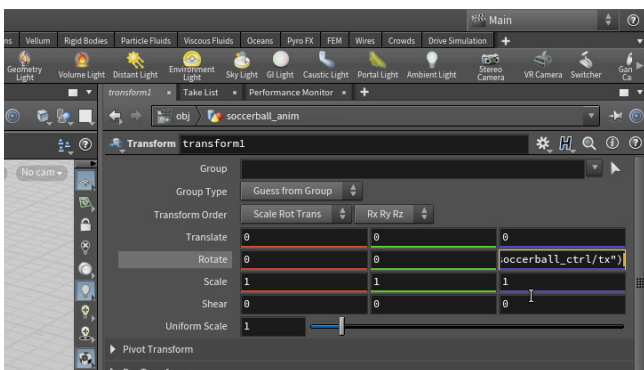 Main
ns Vellum Rigid Bodies Particle Fluids Viscous Fluids Oceans Pyro FX FEM Wires Crowds Drive Simulation +
Geometry Light Volume Light Distant Light Environment Light Sky Light GI Light Caustic Light Portal Light Ambient Light Stereo Camera VR Camera Switcher Gan Ca
transform1 × Take List × Performance Monitor × +
obj soccerball_anim
Transform transform1
No cam
Group
Group Type Guess from Group
Transform Order Scale Rot Trans Rx Ry Rz
Translate 0 0 0
Rotate 0 0 soccerball_ctrl/tx")
Scale 1 1 1
Shear 0 0 0
Uniform Scale 1
Pivot Transform